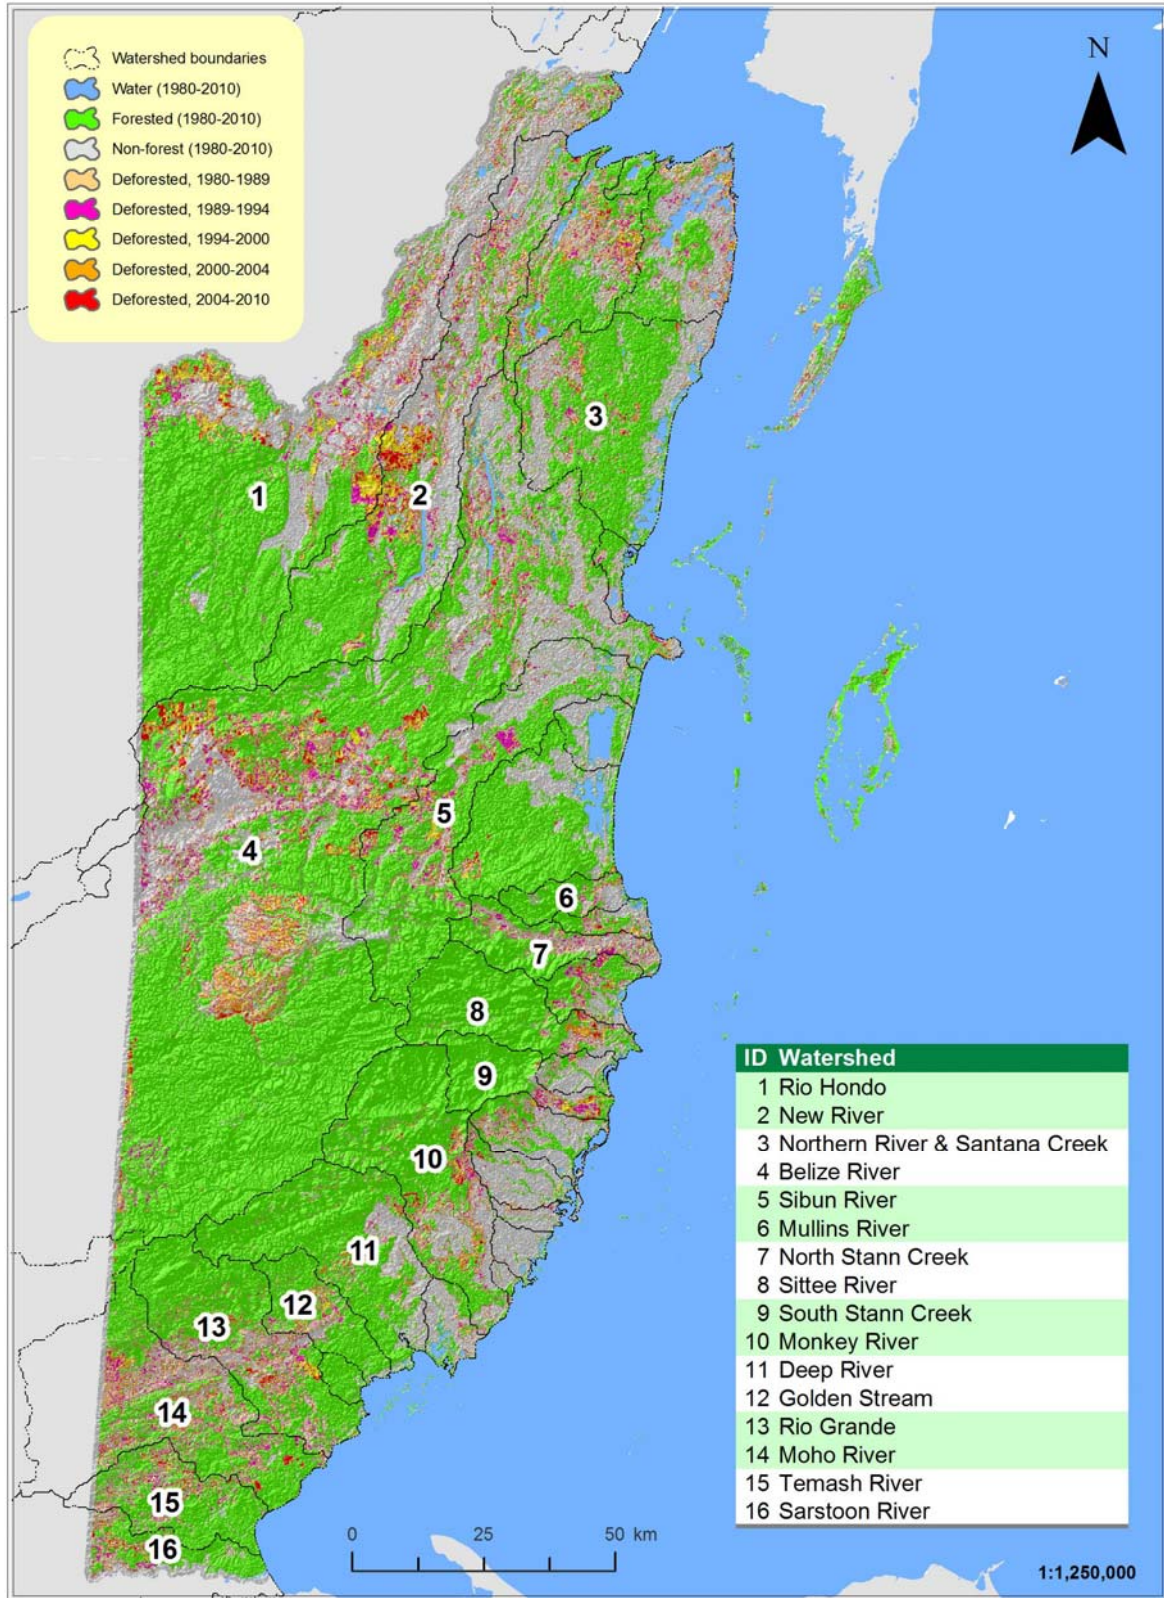 Watershed boundaries
Water (1980-2010)
Forested (1980-2010)
Non-forest (1980-2010)
Deforested, 1980-1989
Deforested, 1989-1994
Deforested, 1994-2000
Deforested, 2000-2004
Deforested, 2004-2010
N
3
1
2
5
4
6
7
8
9
10
11
12
13
14
15
16
ID Watershed
1 Rio Hondo
2 New River
3 Northern River & Santana Creek
4 Belize River
5 Sibun River
6 Mullins River
7 North Stann Creek
8 Sittee River
9 South Stann Creek
10 Monkey River
11 Deep River
12 Golden Stream
13 Rio Grande
14 Moho River
15 Temash River
16 Sarstoon River
0 25 50 km
1:1,250,000